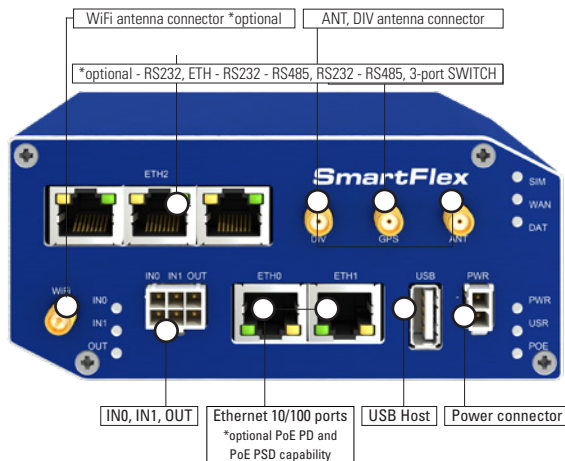 WiFi antenna connector *optional
ANT, DIV antenna connector
*optional - RS232, ETH - RS232 - RS485, RS232 - RS485, 3-port SWITCH
ETH2
SmartFlex
SIM
WAN
DAT
DIV
GPS
ANT
WiFi
IN0
IN1
OUT
IN0 IN1 OUT
ETH0
ETH1
USB
PWR
PWR
USR
POE
IN0, IN1, OUT
Ethernet 10/100 ports
*optional PoE PD and
PoE PSD capability
USB Host
Power connector